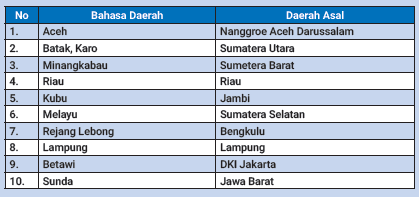 No Bahasa Daerah Daerah Asal
1. Aceh Nanggroe Aceh Darussalam
2. Batak, Karo Sumatera Utara
3. Minangkabau Sumetera Barat
4. Riau Riau
5. Kubu Jambi
6. Melayu Sumatera Selatan
7. Rejang Lebong Bengkulu
8. Lampung Lampung
9. Betawi DKI Jakarta
10. Sunda Jawa Barat